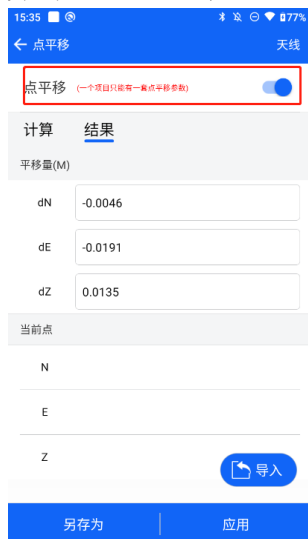 15:35 77%
点平移 天线
点平移 (一个项目只能有一套点平移参数)
计算 结果
平移量(M)
dN -0.0046
dE -0.0191
dZ 0.0135
当前点
N
E
Z
导入
另存为 应用